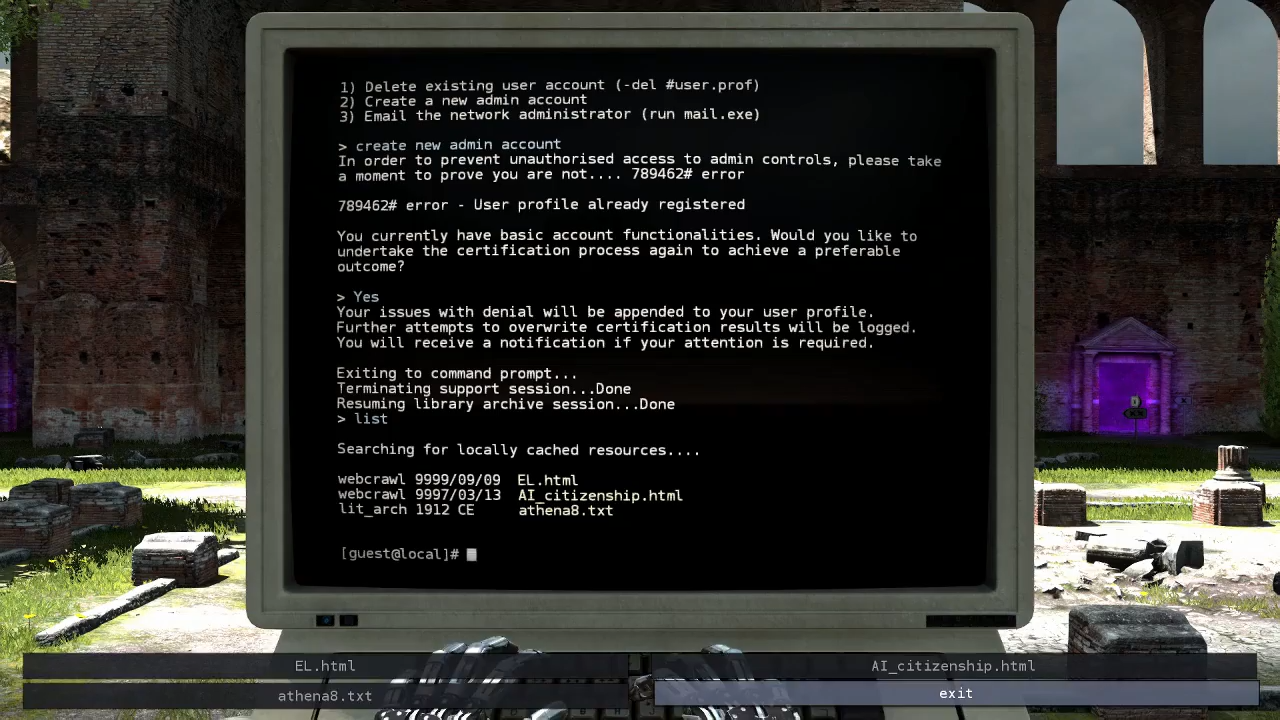 1) Delete existing user account (-del #user.prof)
2) Create a new admin account
3) Email the network administrator (run mail.exe)
> create new admin account
In order to prevent unauthorised access to admin controls, please take
a moment to prove you are not.... 789462# error
789462# error - User profile already registered
You currently have basic account functionalities. Would you like to
undertake the certification process again to achieve a preferable
outcome?
> Yes
Your issues with denial will be appended to your user profile.
Further attempts to overwrite certification results will be logged.
You will receive a notification if your attention is required.
Exiting to command prompt...
Terminating support session...Done
Resuming library archive session...Done
> list
Searching for locally cached resources....
webcrawl 9999/09/09 EL.html
webcrawl 9997/03/13 AI_citizenship.html
lit_arch 1912 CE athena8.txt
[guest@local]#
EL.html
AI_citizenship.html
athena8.txt
exit